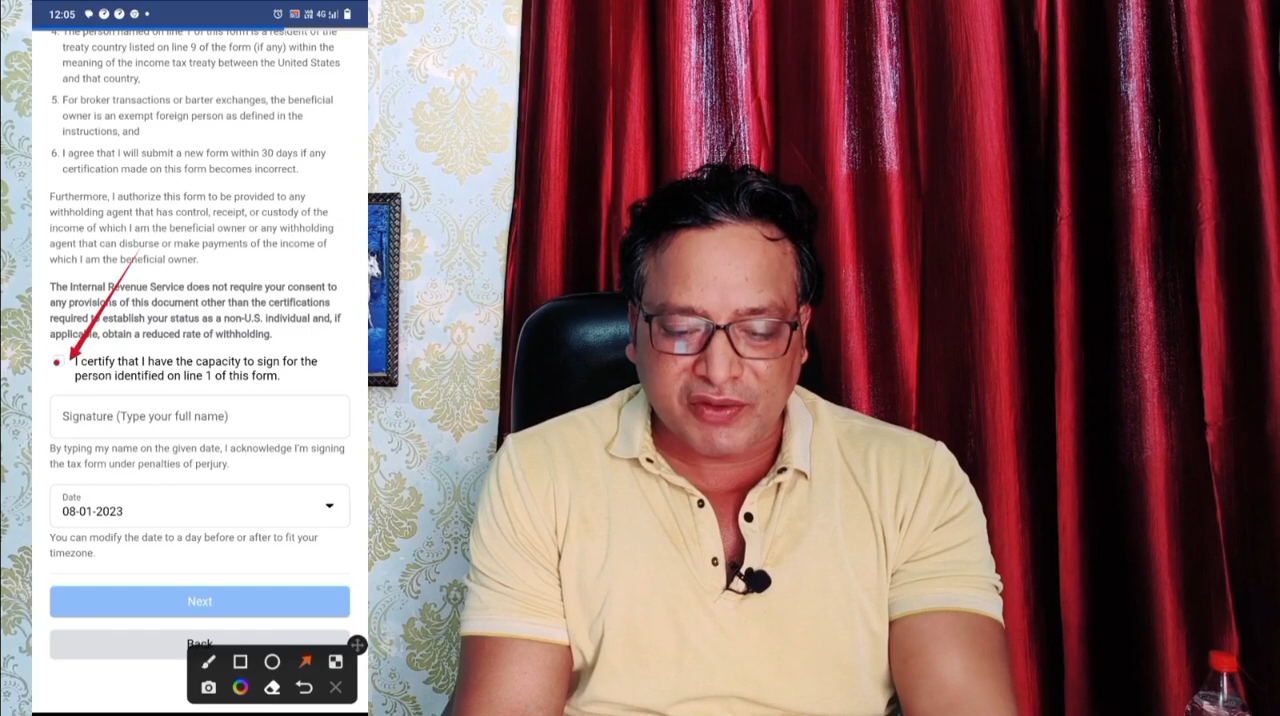 12:05
4G
4. The person named on line 1 of this form is a resident of the
treaty country listed on line 9 of the form (if any) within the
meaning of the income tax treaty between the United States
and that country,
5. For broker transactions or barter exchanges, the beneficial
owner is an exempt foreign person as defined in the
instructions, and
6. I agree that I will submit a new form within 30 days if any
certification made on this form becomes incorrect.
Furthermore, I authorize this form to be provided to any
withholding agent that has control, receipt, or custody of the
income of which I am the beneficial owner or any withholding
agent that can disburse or make payments of the income of
which I am the beneficial owner.
The Internal Revenue Service does not require your consent to
any provisions of this document other than the certifications
required to establish your status as a non-U.S. individual and, if
applicable, obtain a reduced rate of withholding.
I certify that I have the capacity to sign for the
person identified on line 1 of this form.
Signature (Type your full name)
By typing my name on the given date, I acknowledge I'm signing
the tax form under penalties of perjury.
Date
08-01-2023
You can modify the date to a day before or after to fit your
timezone.
Next
Back